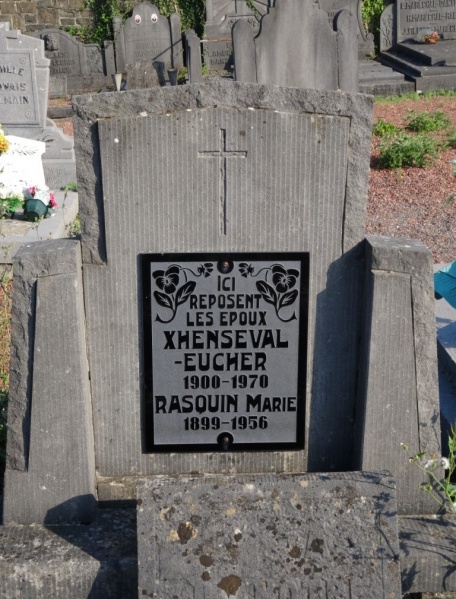 ICI
REPOSENT
LES EPOUX
XHENSEVAL
-EUCHER
1900-1970
RASQUIN MARIE
1899-1956